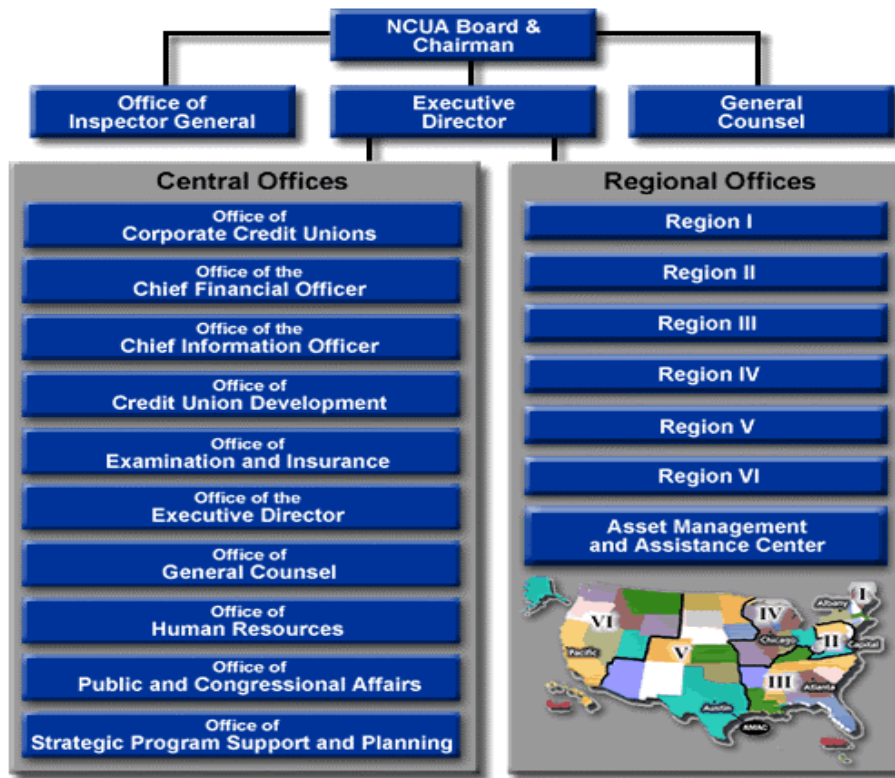 NCUA Board &
Chairman
Office of
Inspector General
Executive
Director
General
Counsel
Central Offices
Office of
Corporate Credit Unions
Office of the
Chief Financial Officer
Office of the
Chief Information Officer
Office of
Credit Union Development
Office of
Examination and Insurance
Office of the
Executive Director
Office of
General Counsel
Office of
Human Resources
Office of
Public and Congressional Affairs
Office of
Strategic Program Support and Planning
Regional Offices
Region I
Region II
Region III
Region IV
Region V
Region VI
Asset Management
and Assistance Center
I
Albany
IV
VI
II
Capital
Chicago
Pacific
V
III
Atlanta
Austin
AMAC